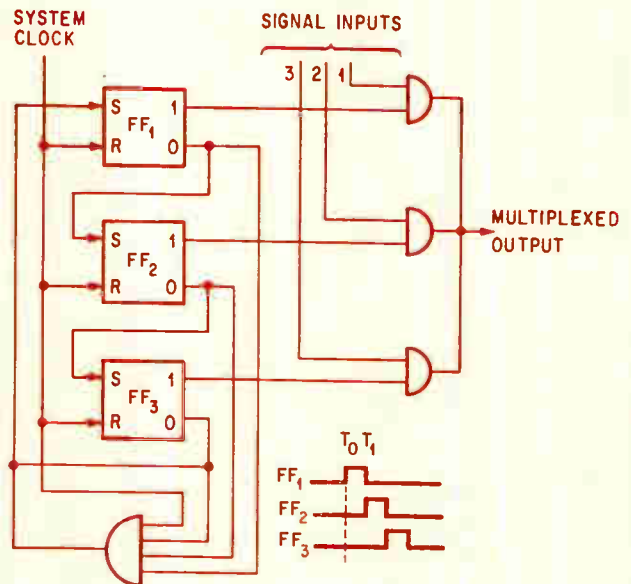 SYSTEM
CLOCK
SIGNAL INPUTS
3 2 1
S 1
FF1
R 0
S 1
FF2
R 0
S 1
FF3
R 0
MULTIPLEXED
OUTPUT
T0 T1
FF1
FF2
FF3